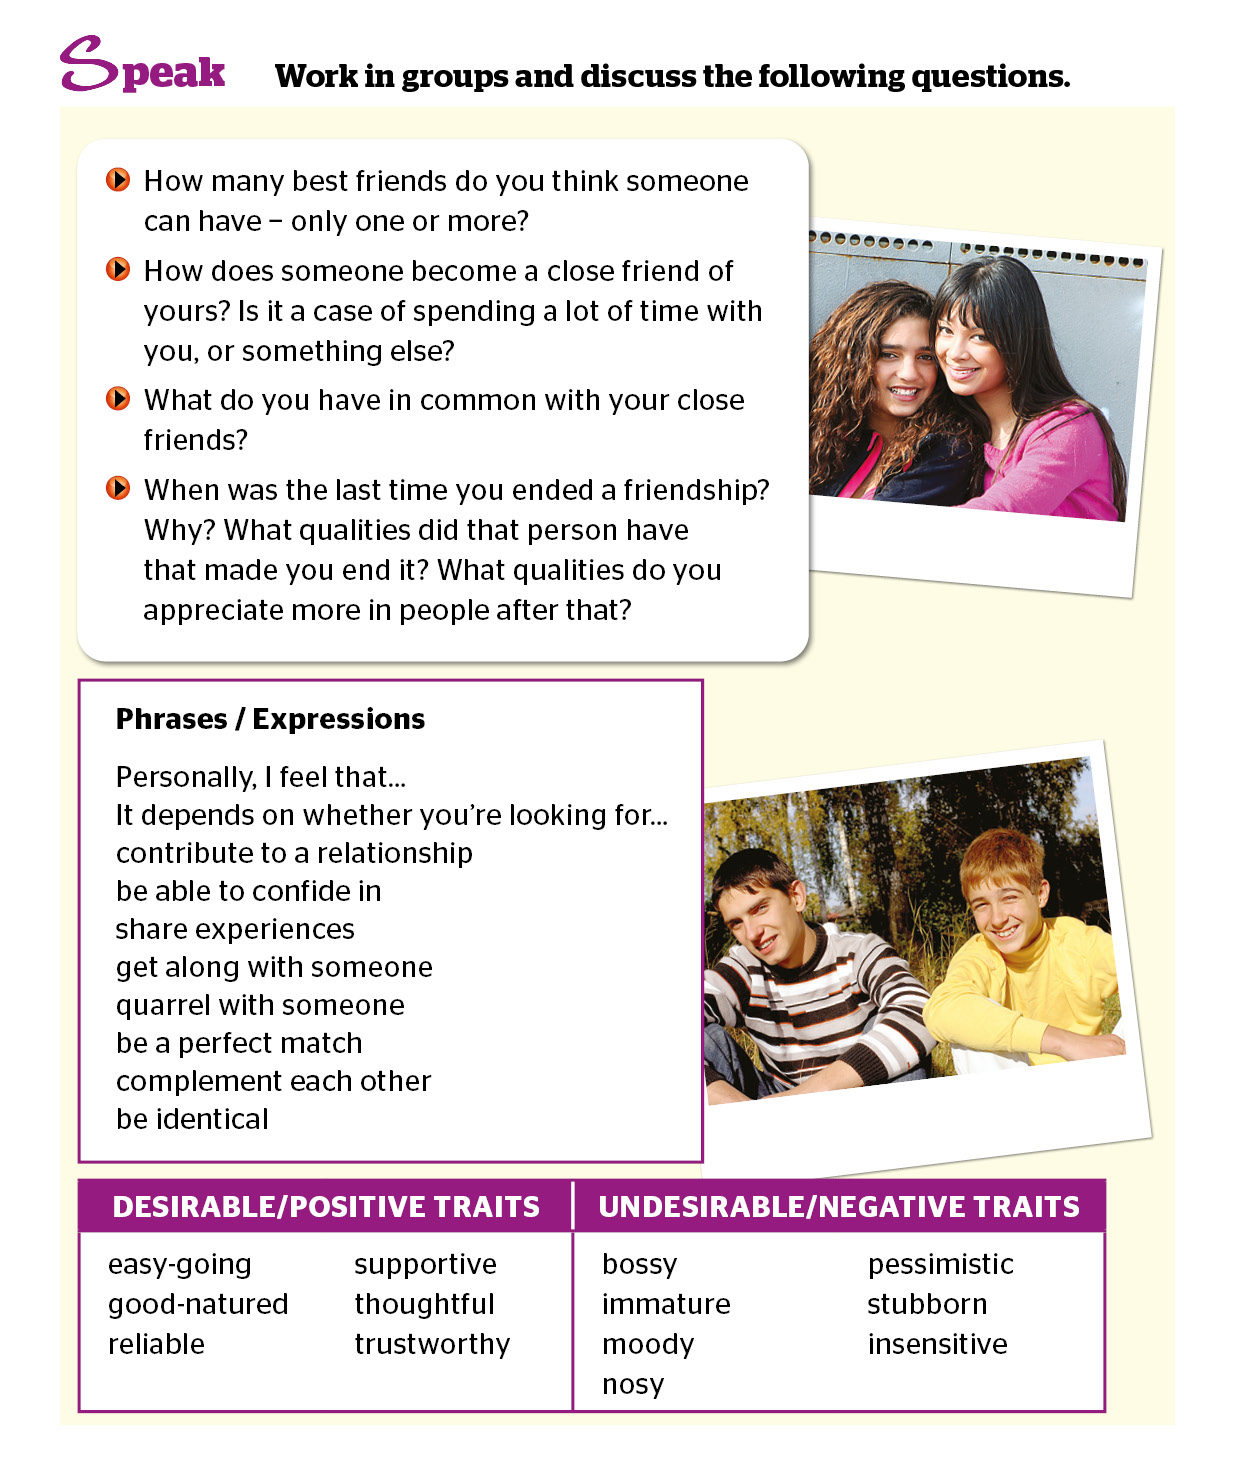 Speak Work in groups and discuss the following questions.
How many best friends do you think someone
can have – only one or more?
How does someone become a close friend of
yours? Is it a case of spending a lot of time with
you, or something else?
What do you have in common with your close
friends?
When was the last time you ended a friendship?
Why? What qualities did that person have
that made you end it? What qualities do you
appreciate more in people after that?
Phrases / Expressions
Personally, I feel that...
It depends on whether you're looking for...
contribute to a relationship
be able to confide in
share experiences
get along with someone
quarrel with someone
be a perfect match
complement each other
be identical
DESIRABLE/POSITIVE TRAITS UNDESIRABLE/NEGATIVE TRAITS
easy-going supportive bossy pessimistic
good-natured thoughtful immature stubborn
reliable trustworthy moody insensitive
nosy